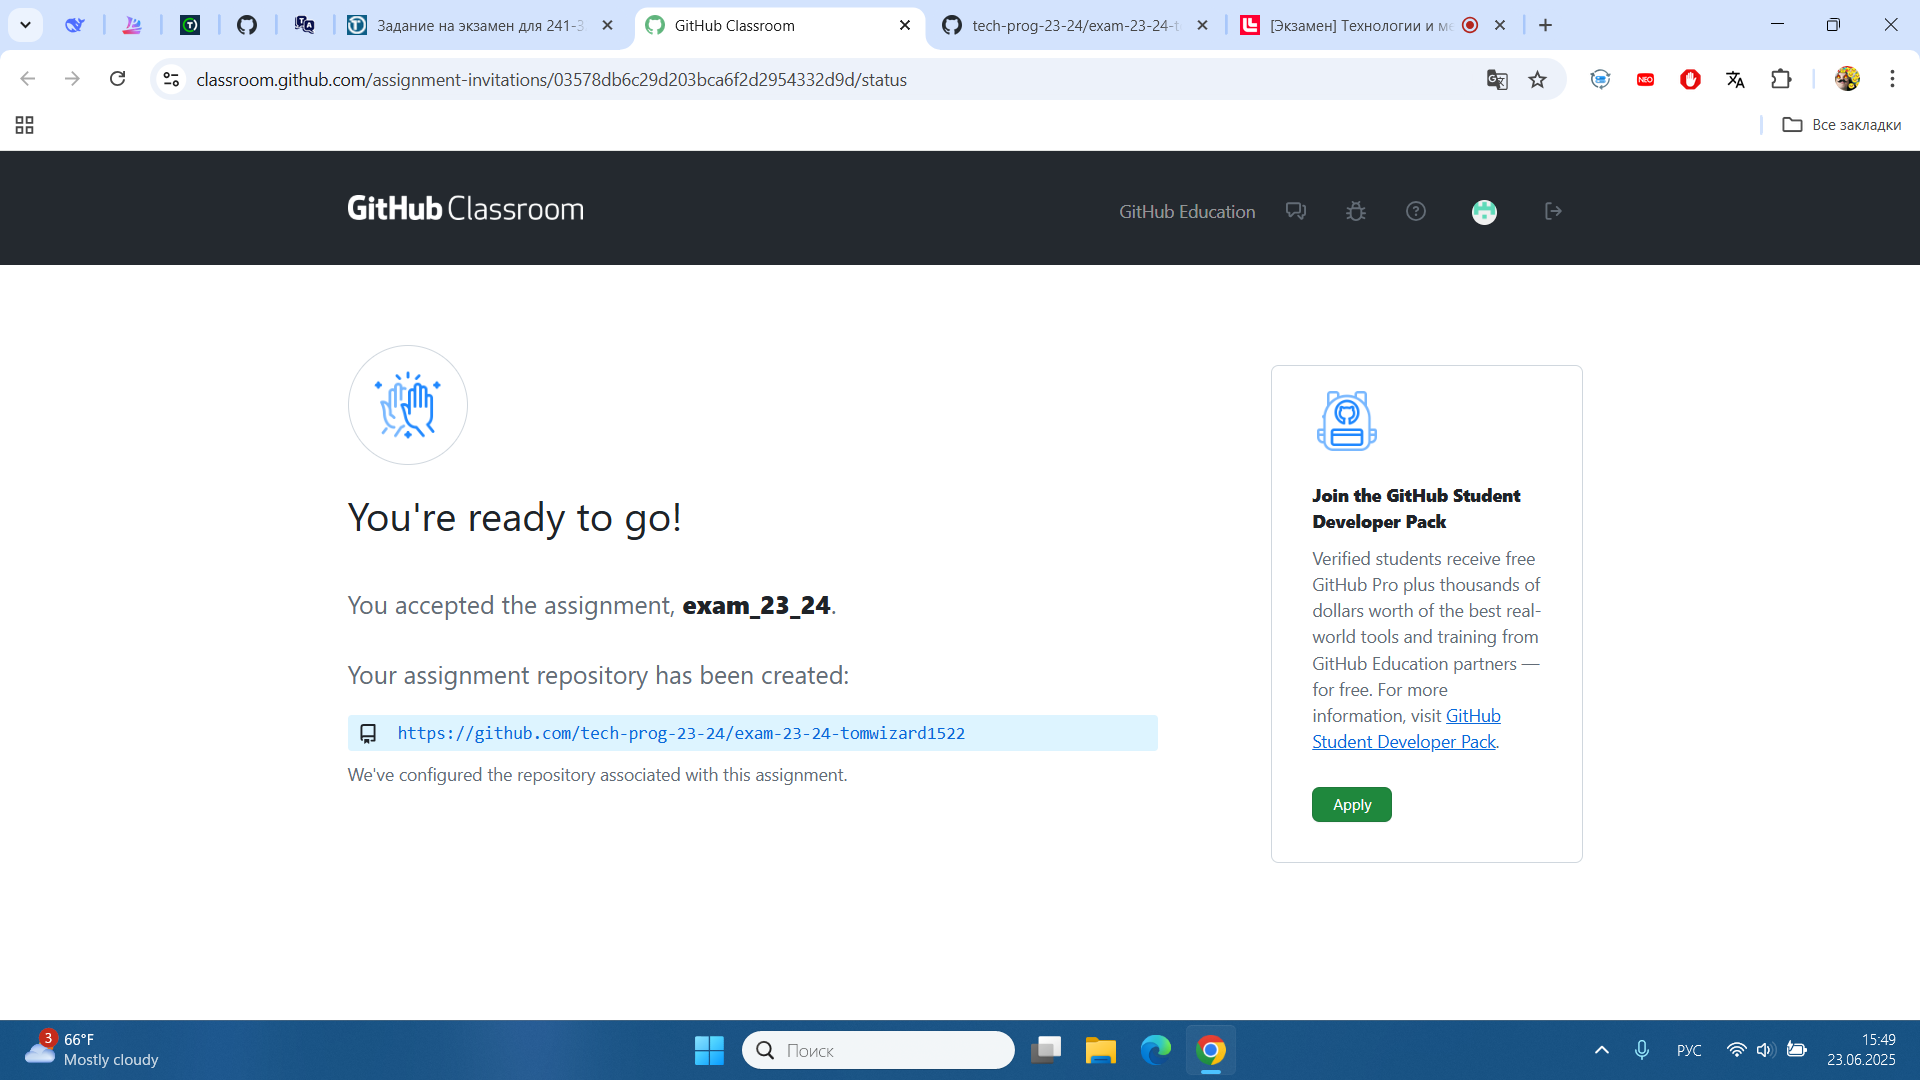 Задание на экзамен для 241-3
GitHub Classroom
tech-prog-23-24/exam-23-24-t
[Экзамен] Технологии и ме
classroom.github.com/assignment-invitations/03578db6c29d203bca6f2d2954332d9d/status
NEO
Все закладки
GitHub Classroom
GitHub Education
You're ready to go!
You accepted the assignment, exam_23_24.
Your assignment repository has been created:
https://github.com/tech-prog-23-24/exam-23-24-tomwizard1522
We've configured the repository associated with this assignment.
Join the GitHub Student
Developer Pack
Verified students receive free
GitHub Pro plus thousands of
dollars worth of the best real-
world tools and training from
GitHub Education partners —
for free. For more
information, visit GitHub
Student Developer Pack.
Apply
3
66°F
Mostly cloudy
Поиск
РУС
15:49
23.06.2025